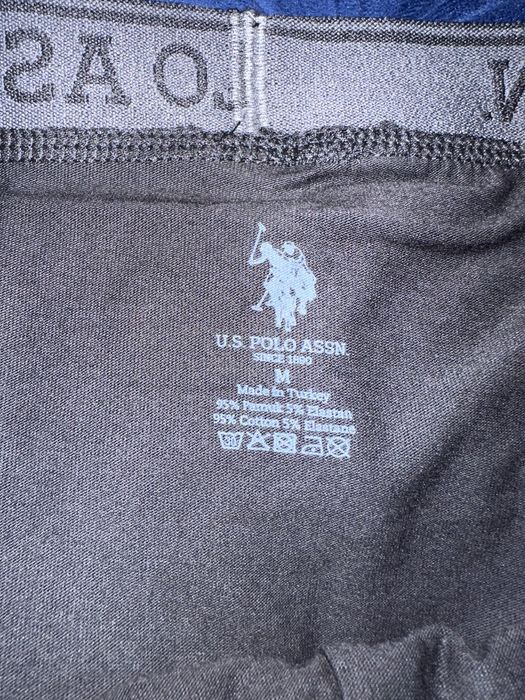 U.S. POLO ASSN.
SINCE 1890
M
Made in Turkey
95% Pamuk 5% Elastan
95% Cotton 5% Elastane